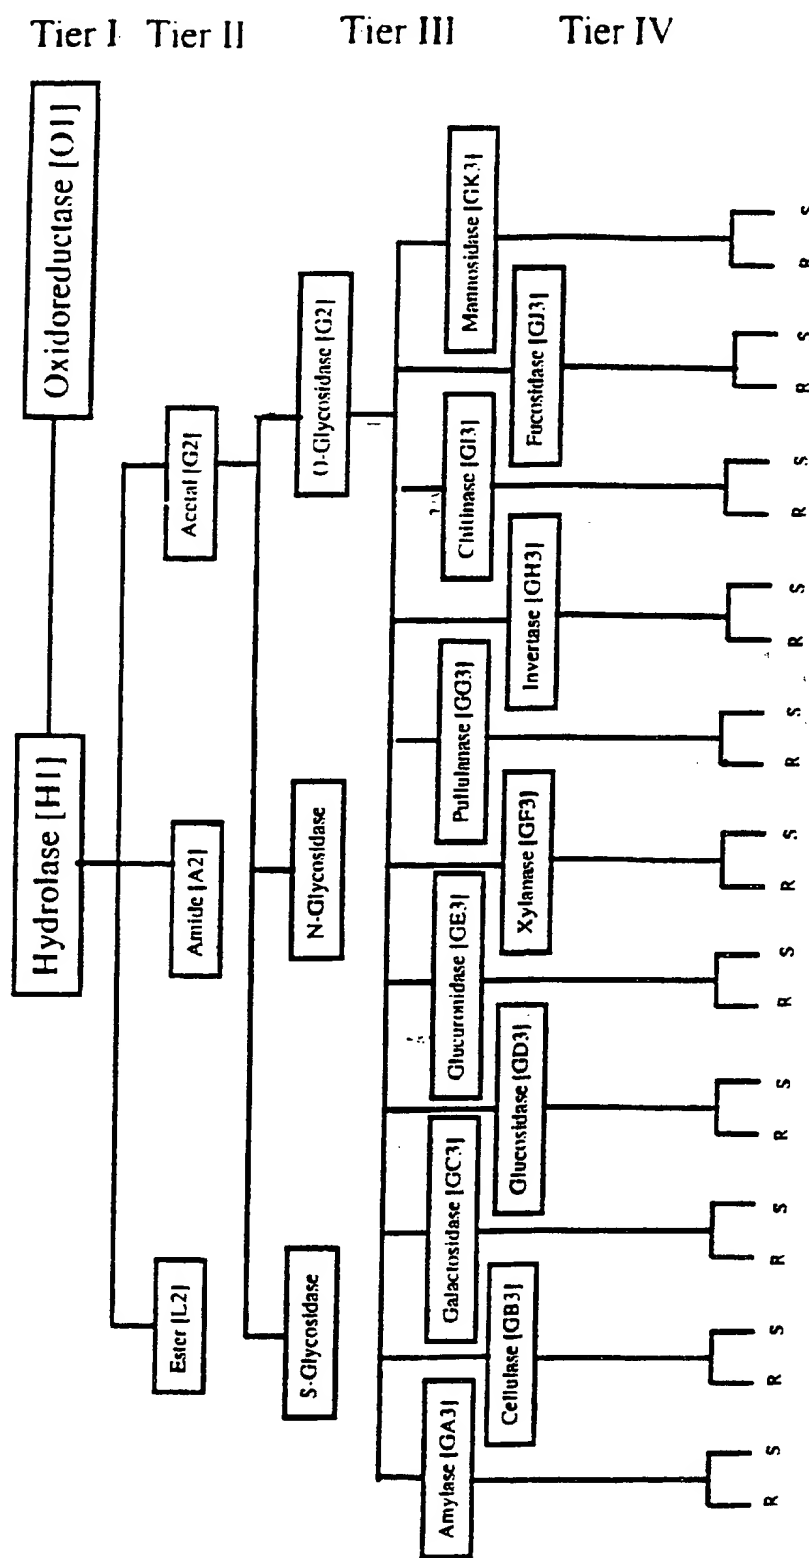 Tier I
Tier II
Tier III
Tier IV
Hydrolase [H1]
Oxidoreductase [O1]
Ester [L2]
Amide [A2]
Acetal [G2]
S-Glycosidase
N-Glycosidase
O-Glycosidase [G2]
Amylase [GA3]
Cellulase [GB3]
Galactosidase [GC3]
Glucosidase [GD3]
Glucuronidase [GE3]
Xylanase [GF3]
Pullulanase [GG3]
Invertase [GH3]
Chitinase [GI3]
Fucosidase [GJ3]
Mannosidase [GK3]
R S R S R S R S R S R S R S R S R S R S R S